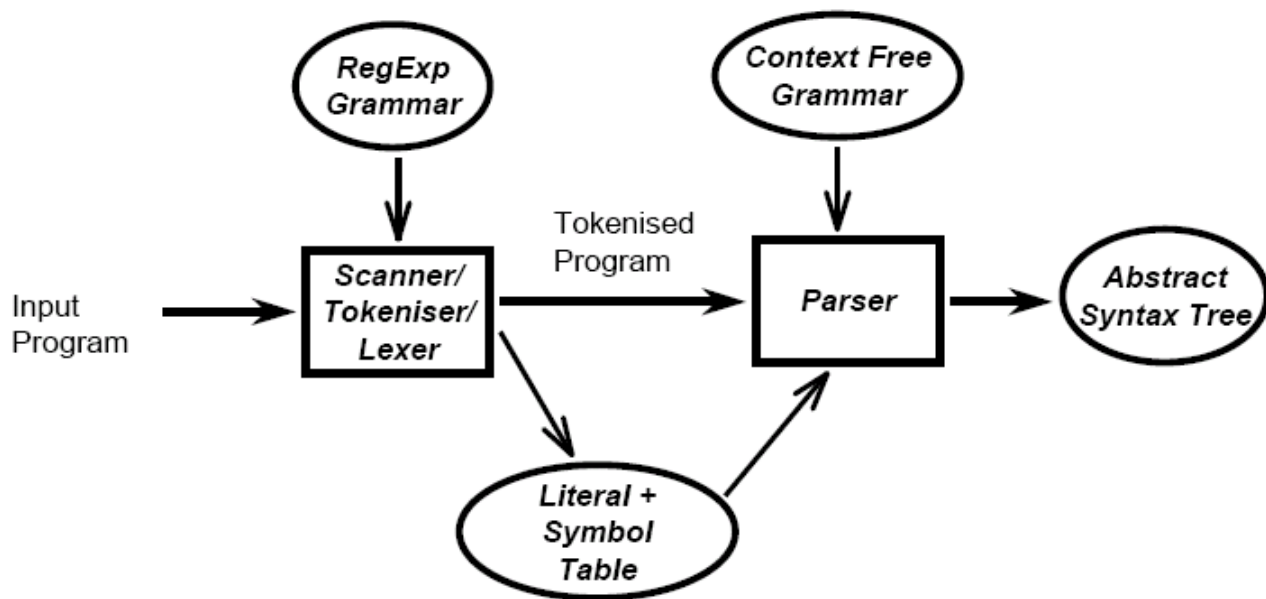 RegExp
Grammar
Context Free
Grammar
Tokenised
Program
Input
Program
Scanner/
Tokeniser/
Lexer
Parser
Abstract
Syntax Tree
Literal +
Symbol
Table